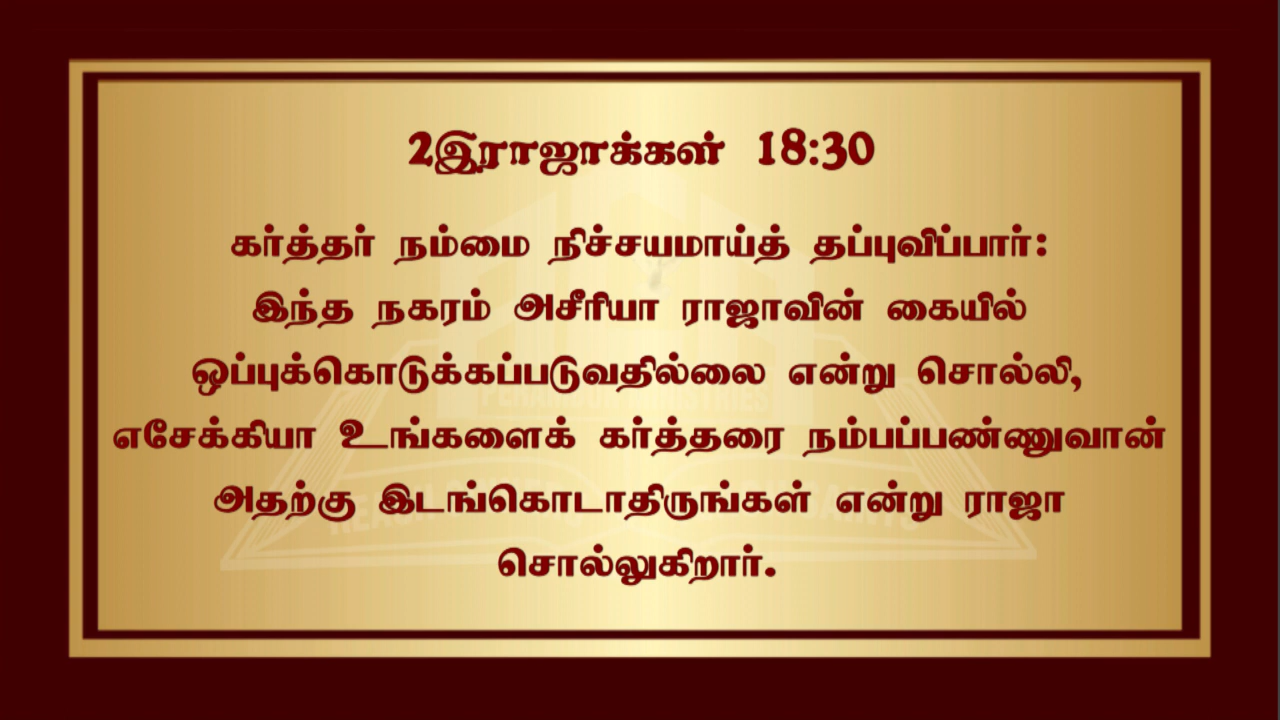 2இராஜாக்கள் 18:30
கர்த்தர் நம்மை நிச்சயமாய்த் தப்புவிப்பார்:
இந்த நகரம் அசீரியா ராஜாவின் கையில்
ஒப்புக்கொடுக்கப்படுவதில்லை என்று சொல்லி,
எசேக்கியா உங்களைக் கர்த்தரை நம்பப்பண்ணுவான்
அதற்கு இடங்கொடாதிருங்கள் என்று ராஜா
சொல்லுகிறார்.